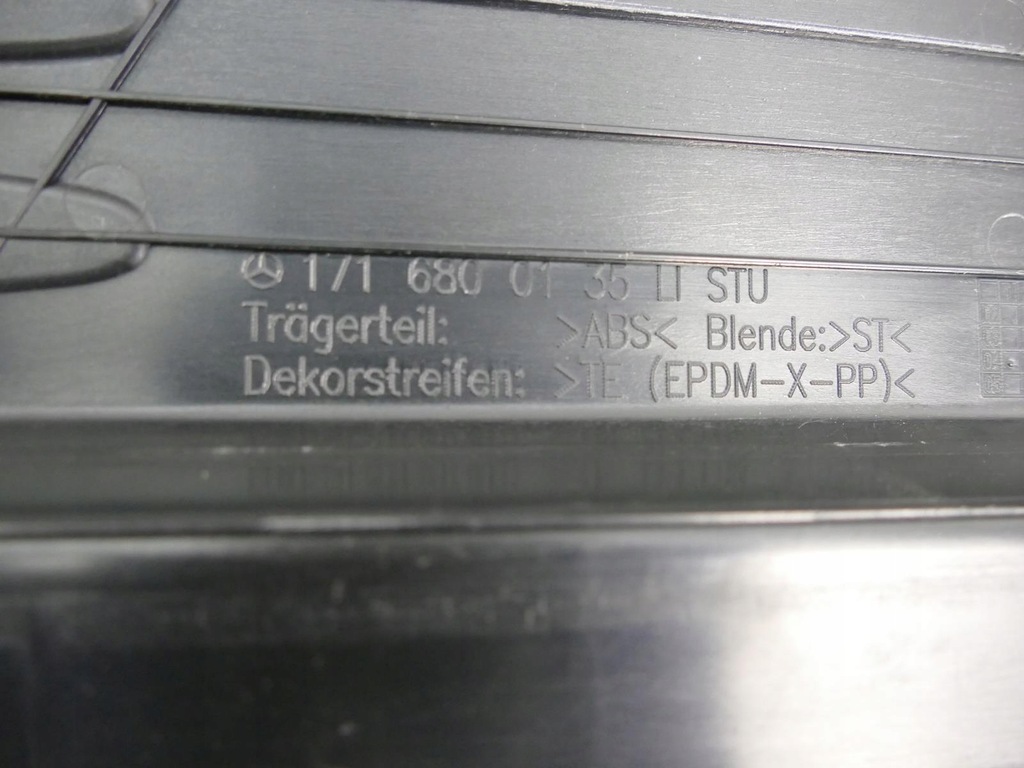 171 680 01 35 LI STU
Trägerteil: >ABS< Blende:>ST<
Dekorstreifen: >TE (EPDM-X-PP)<